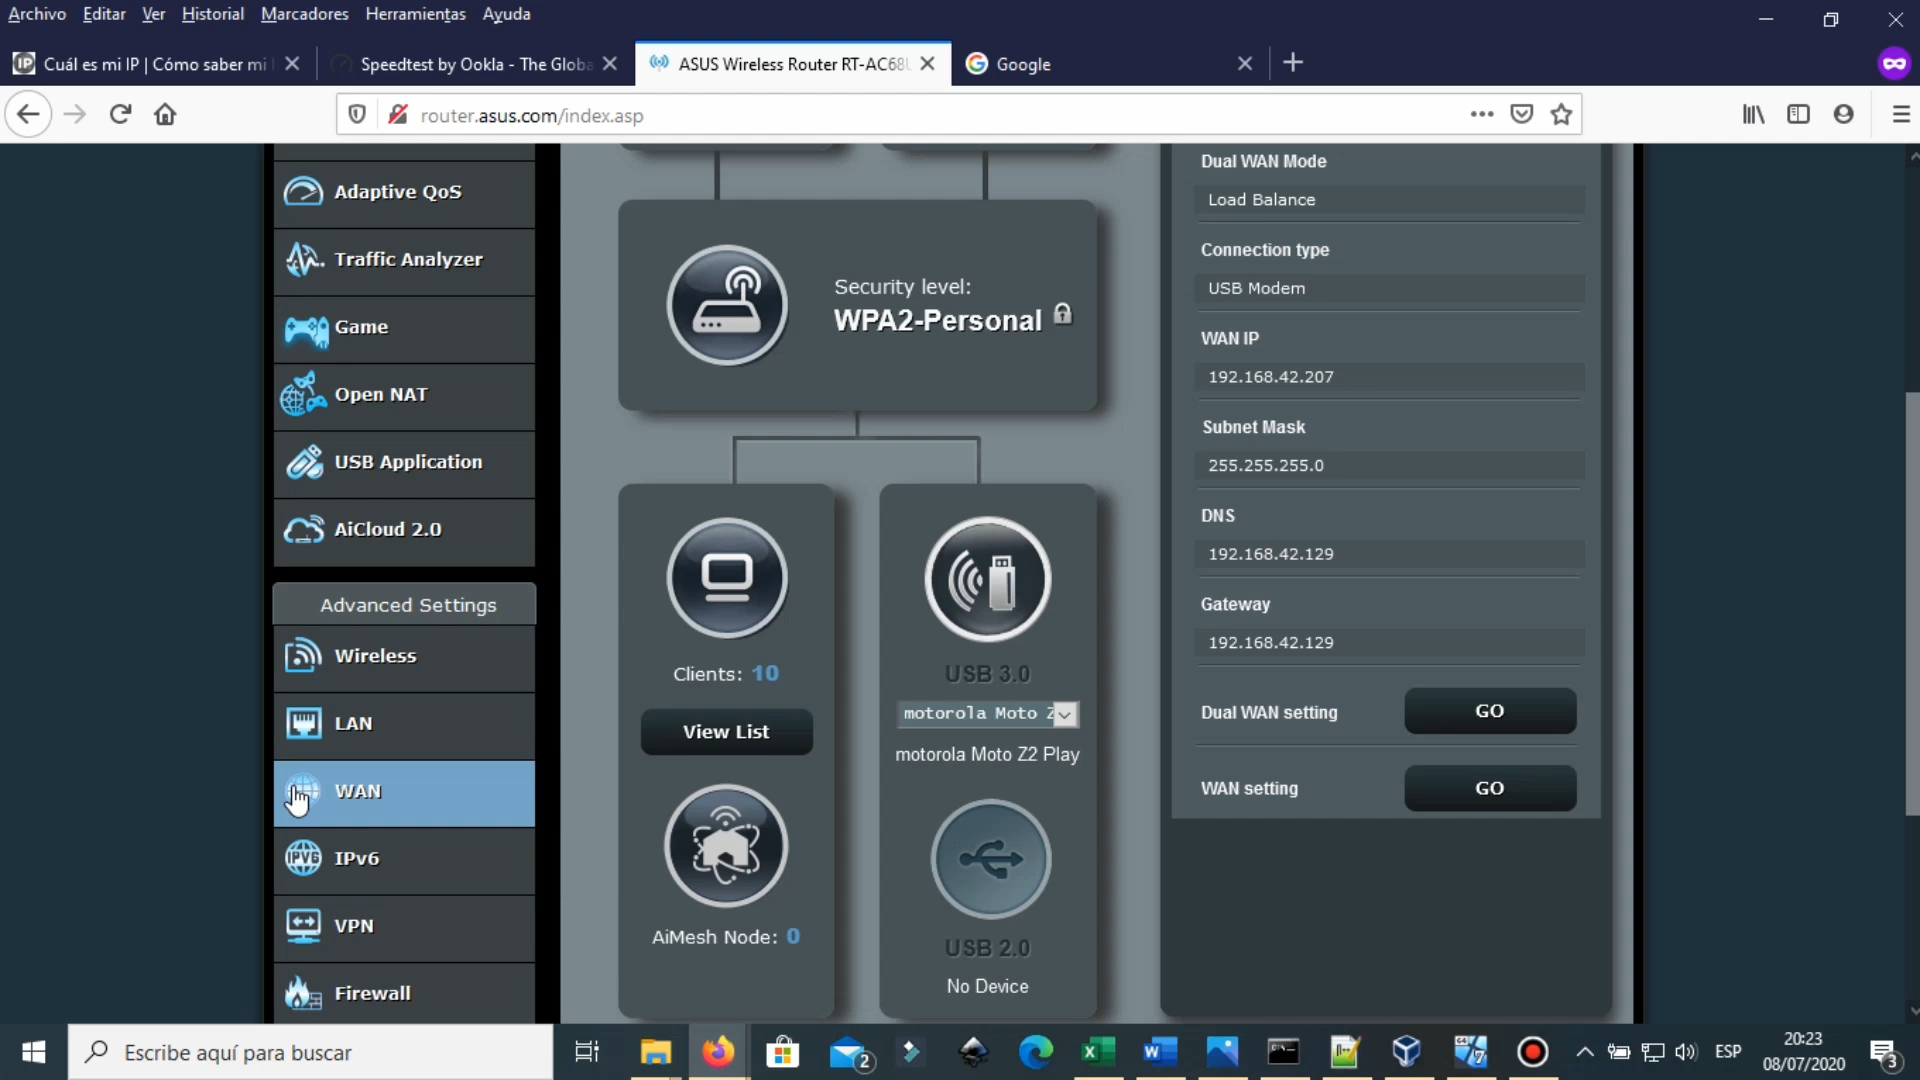 Archivo Editar Ver Historial Marcadores Herramientas Ayuda
Cuál es mi IP | Cómo saber mi
Speedtest by Ookla - The Globa
ASUS Wireless Router RT-AC68U
Google
router.asus.com/index.asp
Adaptive QoS
Traffic Analyzer
Game
Open NAT
USB Application
AiCloud 2.0
Advanced Settings
Wireless
LAN
WAN
IPv6
VPN
Firewall
Security level:
WPA2-Personal
Clients: 10
View List
AiMesh Node: 0
USB 3.0
motorola Moto Z
motorola Moto Z2 Play
USB 2.0
No Device
Dual WAN Mode
Load Balance
Connection type
USB Modem
WAN IP
192.168.42.207
Subnet Mask
255.255.255.0
DNS
192.168.42.129
Gateway
192.168.42.129
Dual WAN setting GO
WAN setting GO
Escribe aquí para buscar
2
ESP
20:23
08/07/2020
3